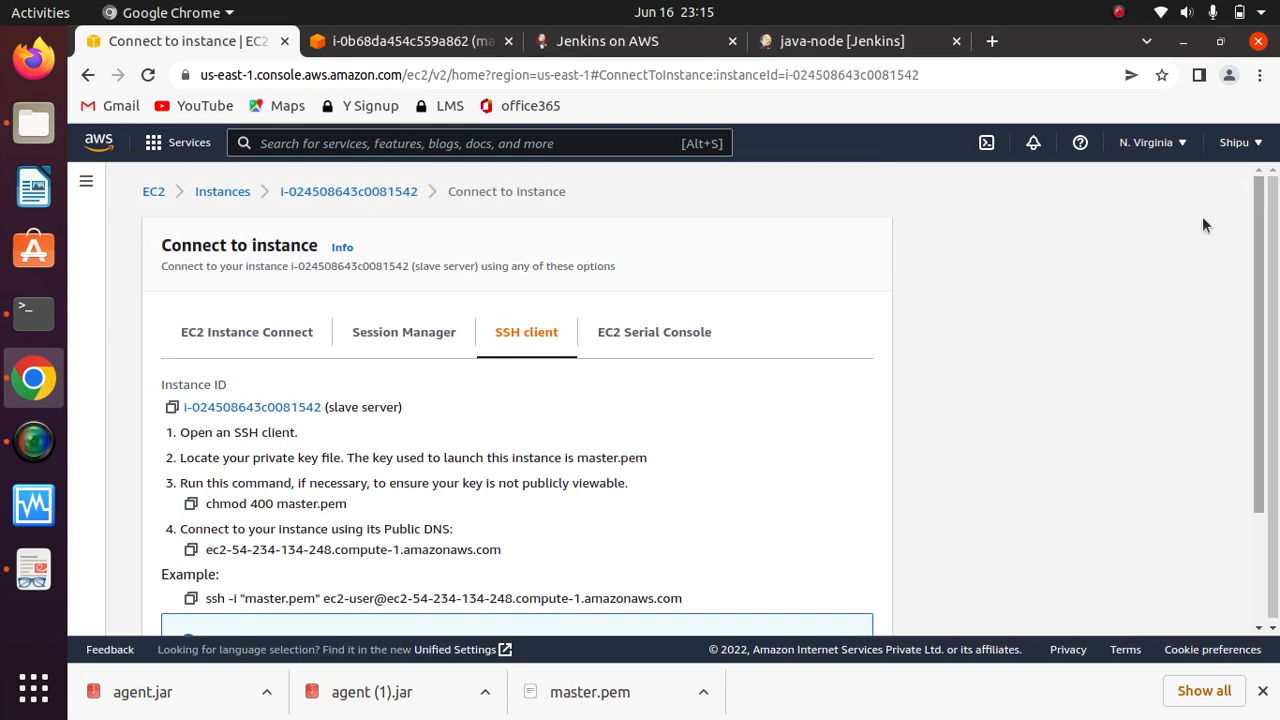 Activities
Google Chrome
Jun 16 23:15
Connect to instance | EC2
i-0b68da454c559a862 (ma
Jenkins on AWS
java-node [Jenkins]
us-east-1.console.aws.amazon.com/ec2/v2/home?region=us-east-1#ConnectToInstance:instanceId=i-024508643c0081542
Gmail
YouTube
Maps
Y Signup
LMS
office365
aws
Services
Search for services, features, blogs, docs, and more
[Alt+S]
N. Virginia
Shipu
EC2
Instances
i-024508643c0081542
Connect to instance
Connect to instance Info
Connect to your instance i-024508643c0081542 (slave server) using any of these options
EC2 Instance Connect
Session Manager
SSH client
EC2 Serial Console
Instance ID
i-024508643c0081542 (slave server)
1. Open an SSH client.
2. Locate your private key file. The key used to launch this instance is master.pem
3. Run this command, if necessary, to ensure your key is not publicly viewable.
chmod 400 master.pem
4. Connect to your instance using its Public DNS:
ec2-54-234-134-248.compute-1.amazonaws.com
Example:
ssh -i "master.pem" ec2-user@ec2-54-234-134-248.compute-1.amazonaws.com
Feedback
Looking for language selection? Find it in the new Unified Settings
© 2022, Amazon Internet Services Private Ltd. or its affiliates.
Privacy
Terms
Cookie preferences
agent.jar
agent (1).jar
master.pem
Show all